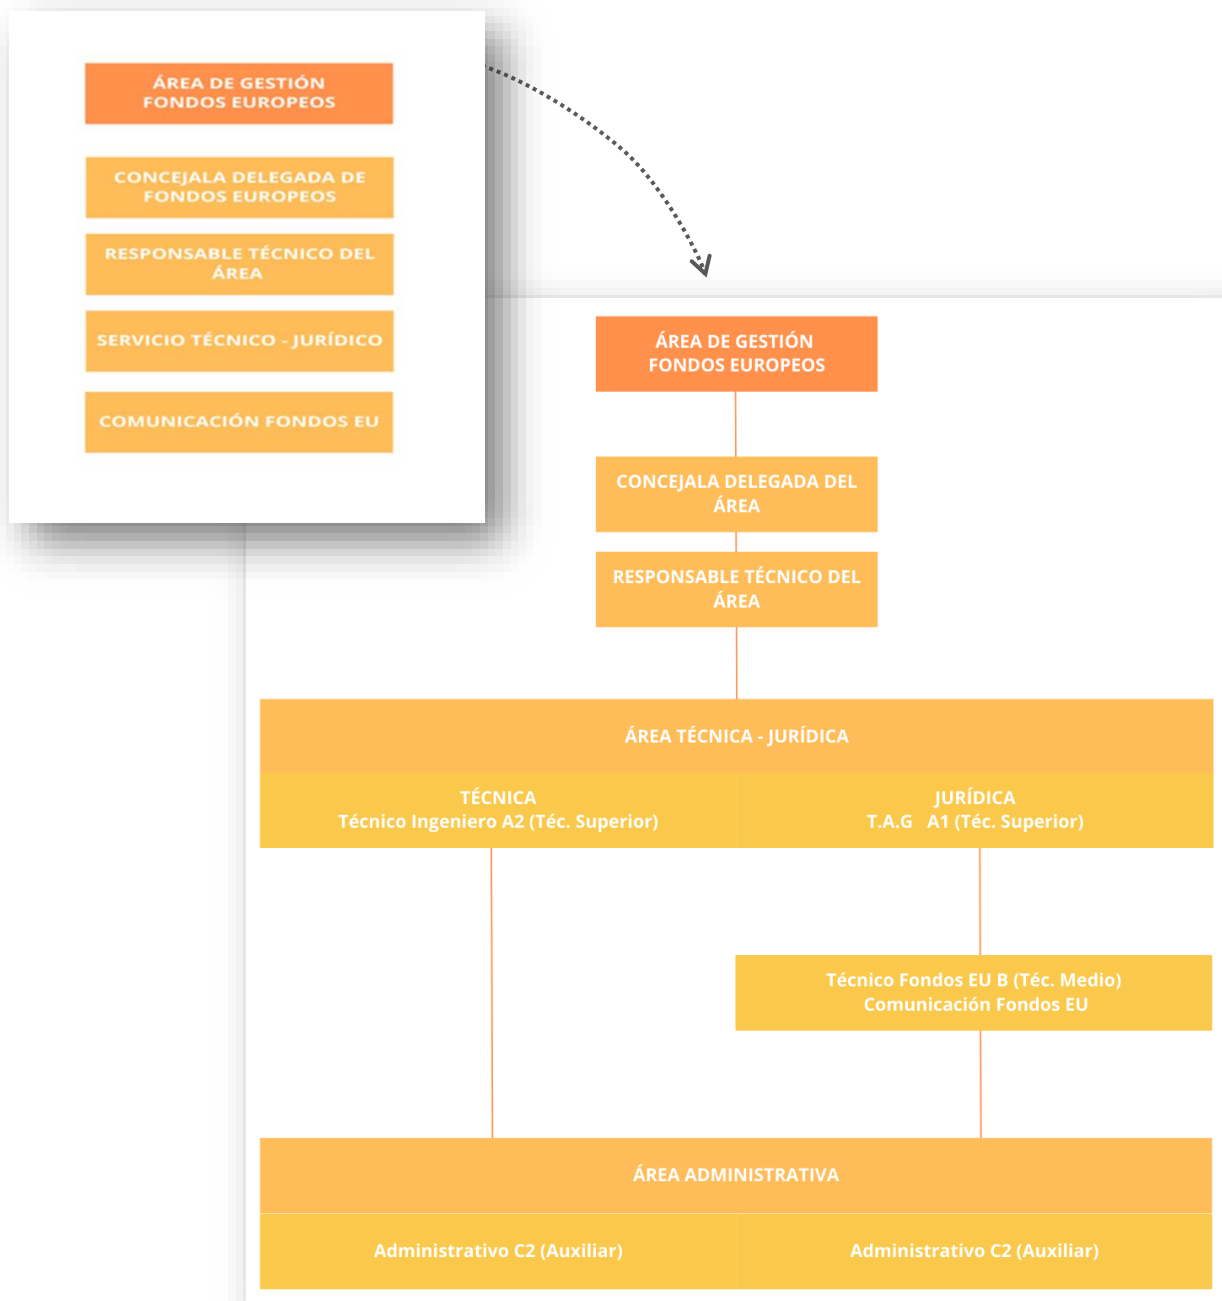 ÁREA DE GESTIÓN
FONDOS EUROPEOS
CONCEJALA DELEGADA DE
FONDOS EUROPEOS
RESPONSABLE TÉCNICO DEL
ÁREA
SERVICIO TÉCNICO - JURÍDICO
COMUNICACIÓN FONDOS EU
ÁREA DE GESTIÓN
FONDOS EUROPEOS
CONCEJALA DELEGADA DEL
ÁREA
RESPONSABLE TÉCNICO DEL
ÁREA
ÁREA TÉCNICA - JURÍDICA
TÉCNICA
Técnico Ingeniero A2 (Téc. Superior)
JURÍDICA
T.A.G A1 (Téc. Superior)
Técnico Fondos EU B (Téc. Medio)
Comunicación Fondos EU
ÁREA ADMINISTRATIVA
Administrativo C2 (Auxiliar)
Administrativo C2 (Auxiliar)